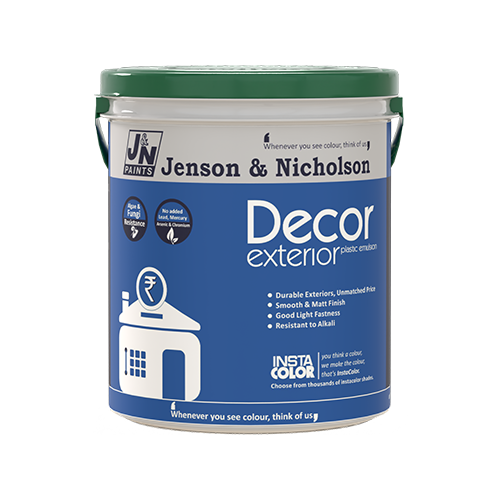 Whenever you see colour, think of us
J&N
PAINTS
Jenson & Nicholson
Algae &
Fungi
Resistance
No added
Lead, Mercury
Arsenic & Chromium
Decor
exterior plastic emulsion
• Durable Exteriors, Unmatched Price
• Smooth & Matt Finish
• Good Light Fastness
• Resistant to Alkali
₹
INSTA
COLOR
you think a colour,
we make the colour,
that's InstaColor.
Choose from thousands of instacolor shades.
Whenever you see colour, think of us